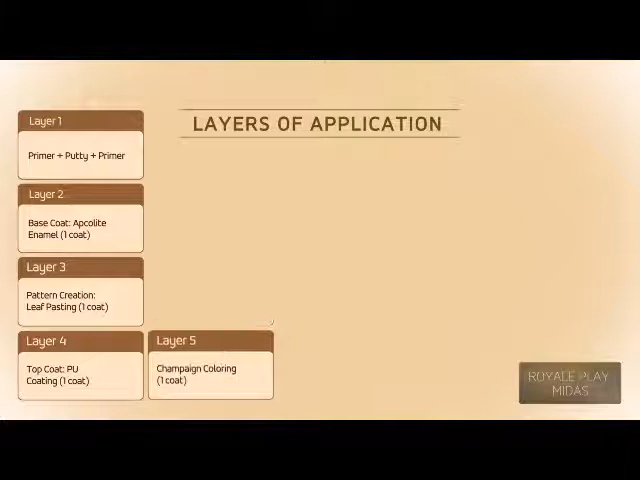 LAYERS OF APPLICATION
Layer 1
Primer + Putty + Primer
Layer 2
Base Coat: Apcolite
Enamel (1 coat)
Layer 3
Pattern Creation:
Leaf Pasting (1 coat)
Layer 4
Top Coat: PU
Coating (1 coat)
Layer 5
Champaign Coloring
(1 coat)
ROYALE PLAY
MIDAS